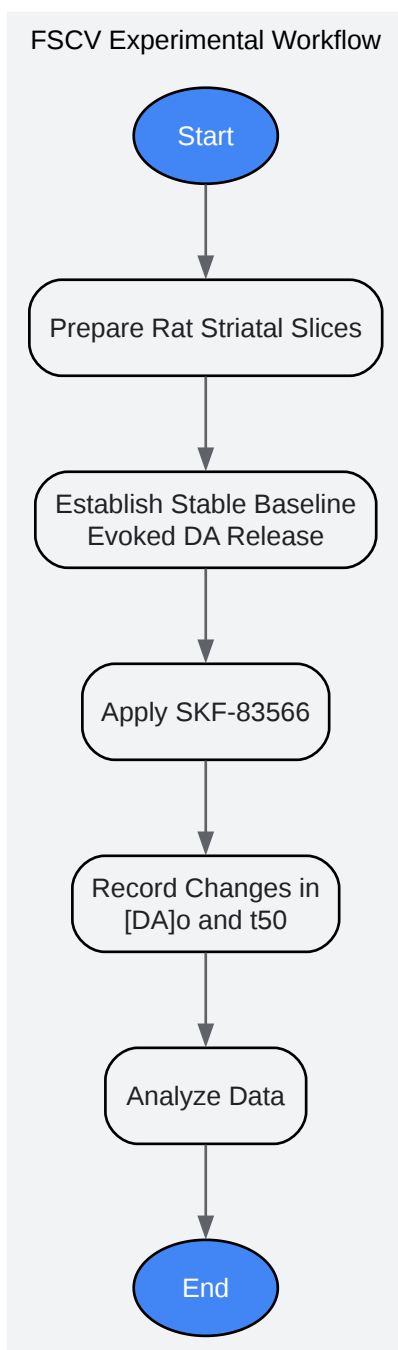 FSCV Experimental Workflow
Start
Prepare Rat Striatal Slices
Establish Stable Baseline
Evoked DA Release
Apply SKF-83566
Record Changes in
[DA]o and t50
Analyze Data
End